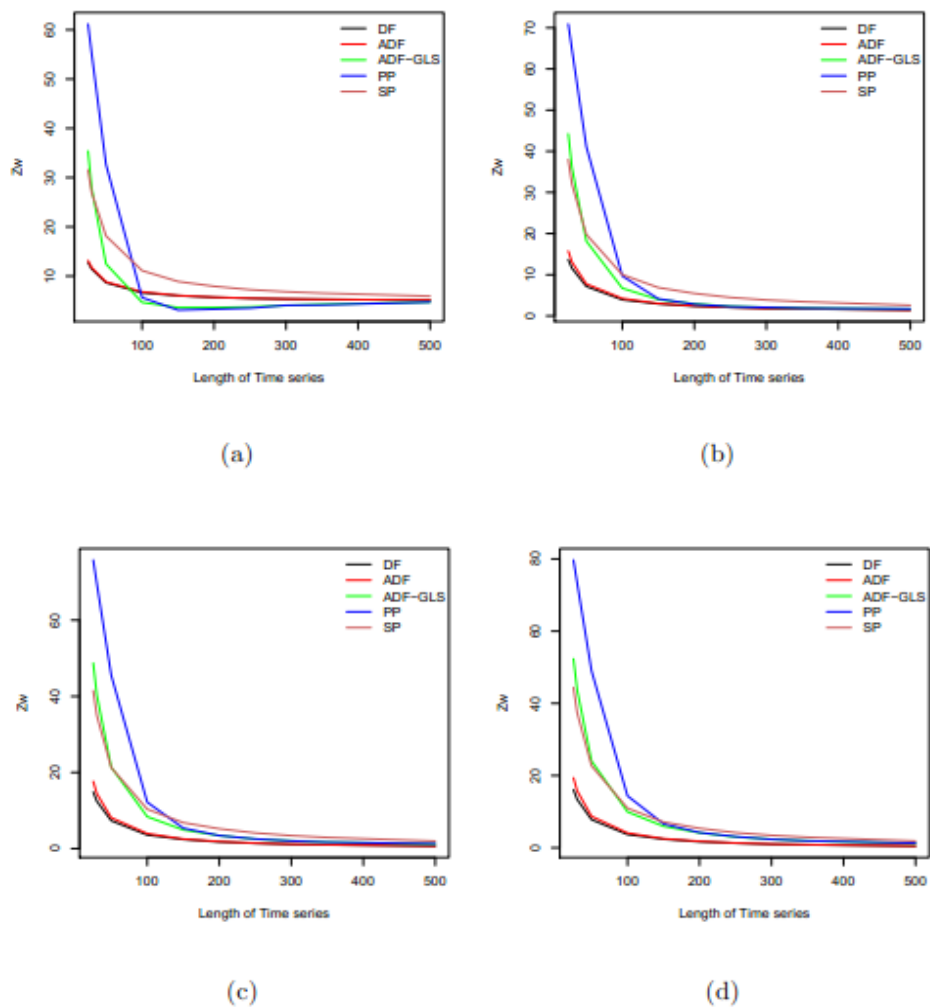 DF
ADF
ADF-GLS
PP
SP
Zw
60
50
40
30
20
10
100 200 300 400 500
Length of Time series
(a)
DF
ADF
ADF-GLS
PP
SP
Zw
70
60
50
40
30
20
10
0
100 200 300 400 500
Length of Time series
(b)
DF
ADF
ADF-GLS
PP
SP
Zw
60
40
20
0
100 200 300 400 500
Length of Time series
(c)
DF
ADF
ADF-GLS
PP
SP
Zw
80
60
40
20
0
100 200 300 400 500
Length of Time series
(d)